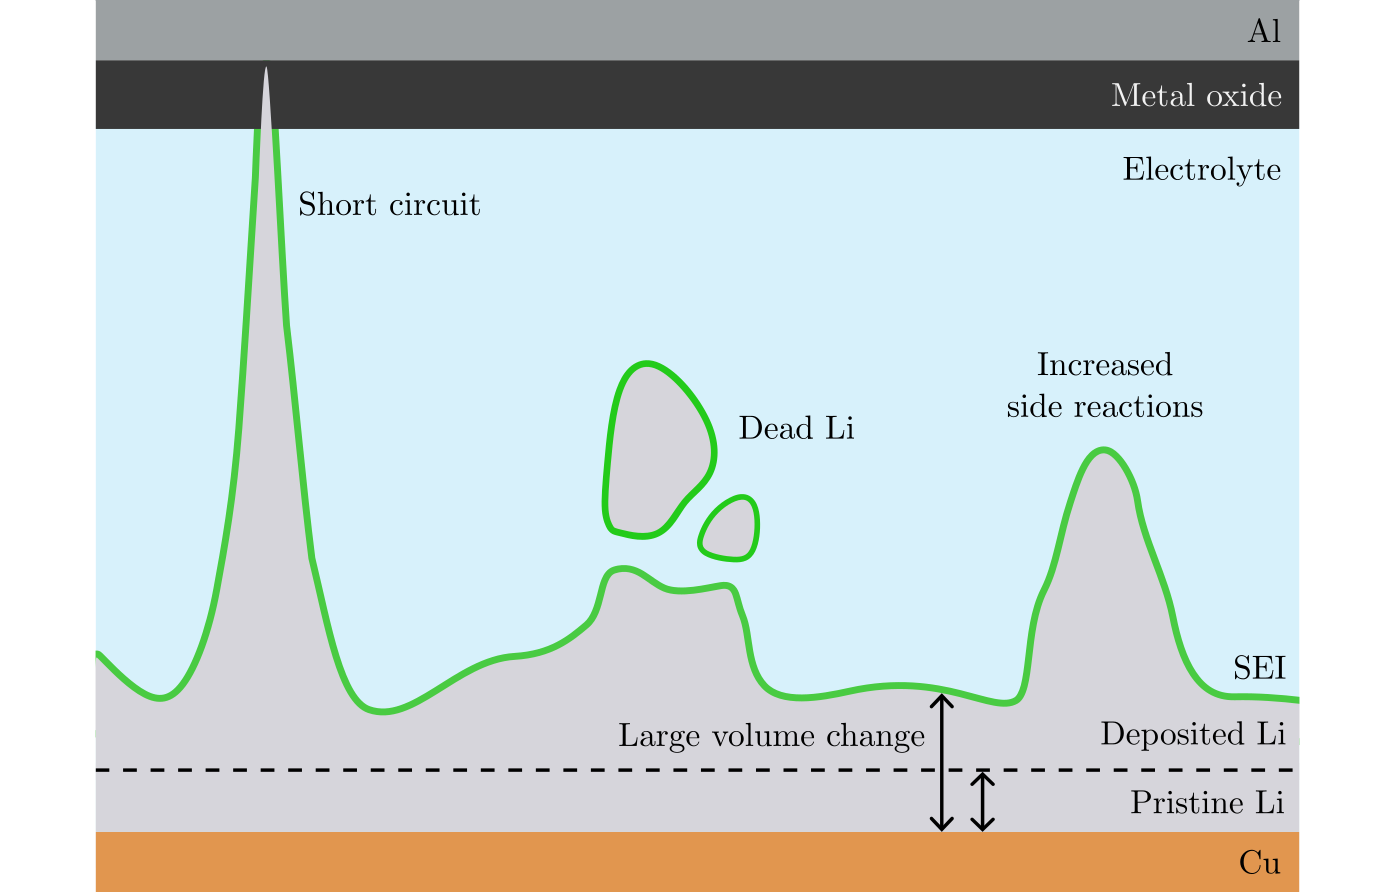 Al
Metal oxide
Electrolyte
Short circuit
Increased
side reactions
Dead Li
SEI
Large volume change
Deposited Li
Pristine Li
Cu